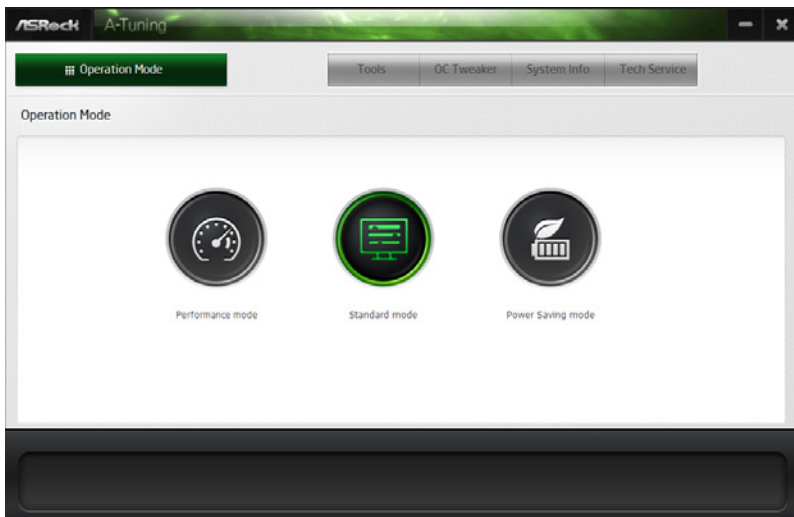 ASRock A-Tuning
Operation Mode Tools OC Tweaker System Info Tech Service
Operation Mode
Performance mode Standard mode Power Saving mode